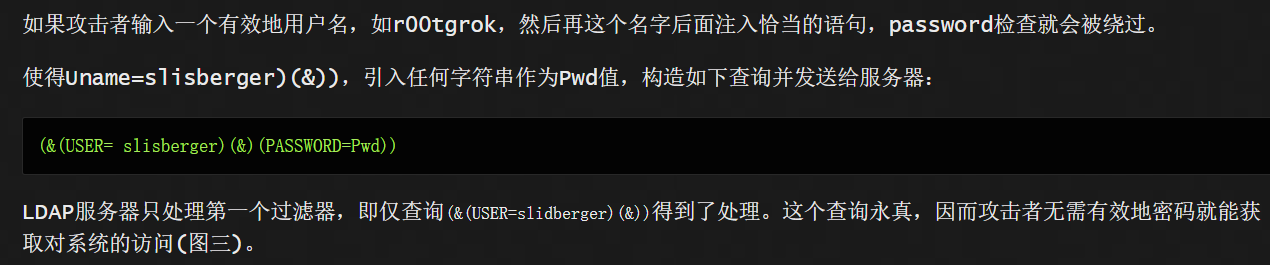 如果攻击者输入一个有效地用户名，如r00tgrok，然后再这个名字后面注入恰当的语句，password检查就会被绕过。
使得Uname=slisberger)(&))，引入任何字符串作为Pwd值，构造如下查询并发送给服务器：
(&(USER= slisberger)(&)(PASSWORD=Pwd))
LDAP服务器只处理第一个过滤器，即仅查询(&(USER=slidberger)(&))得到了处理。这个查询永真，因而攻击者无需有效地密码就能获
取对系统的访问(图三)。